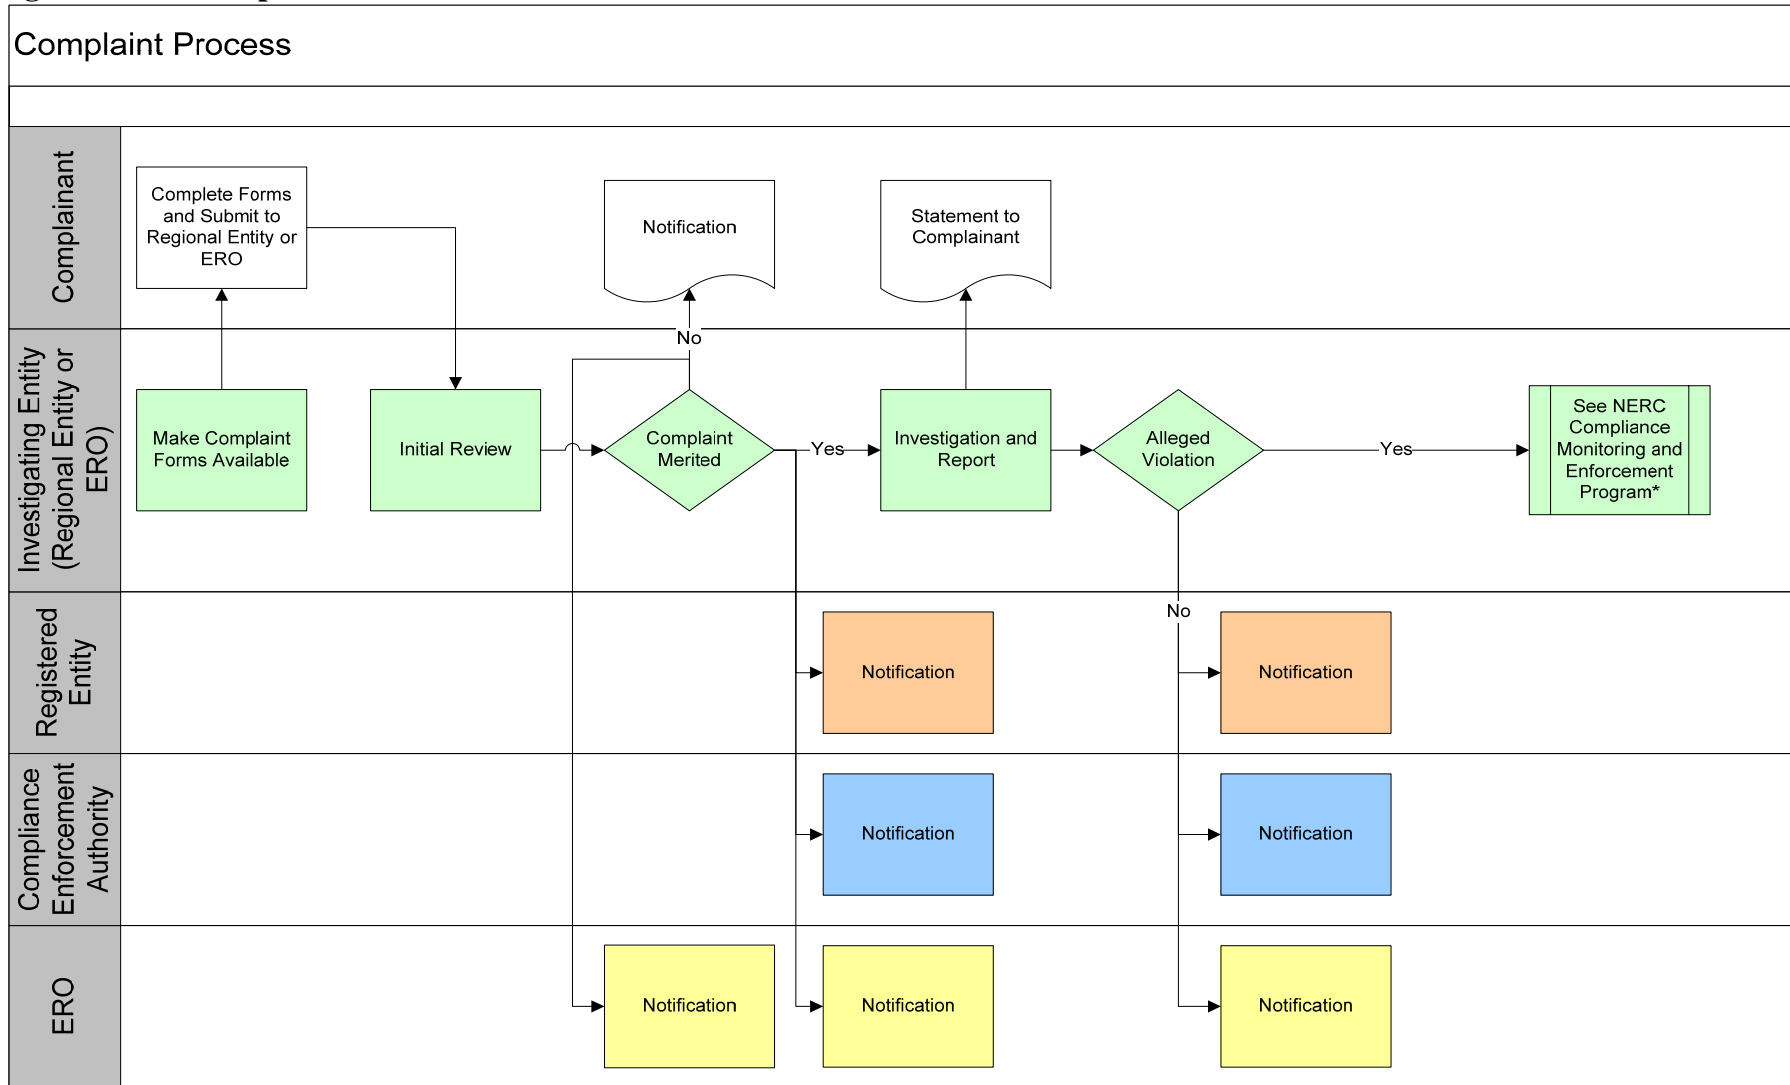 Complaint Process
Complainant
Complete Forms
and Submit to
Regional Entity or
ERO
Notification
Statement to
Complainant
No
Investigating Entity
(Regional Entity or
ERO)
Make Complaint
Forms Available
Initial Review
Complaint
Merited
Yes
Investigation and
Report
Alleged
Violation
Yes
See NERC
Compliance
Monitoring and
Enforcement
Program*
Registered
Entity
No
Notification
Notification
Compliance
Enforcement
Authority
Notification
Notification
ERO
Notification
Notification
Notification